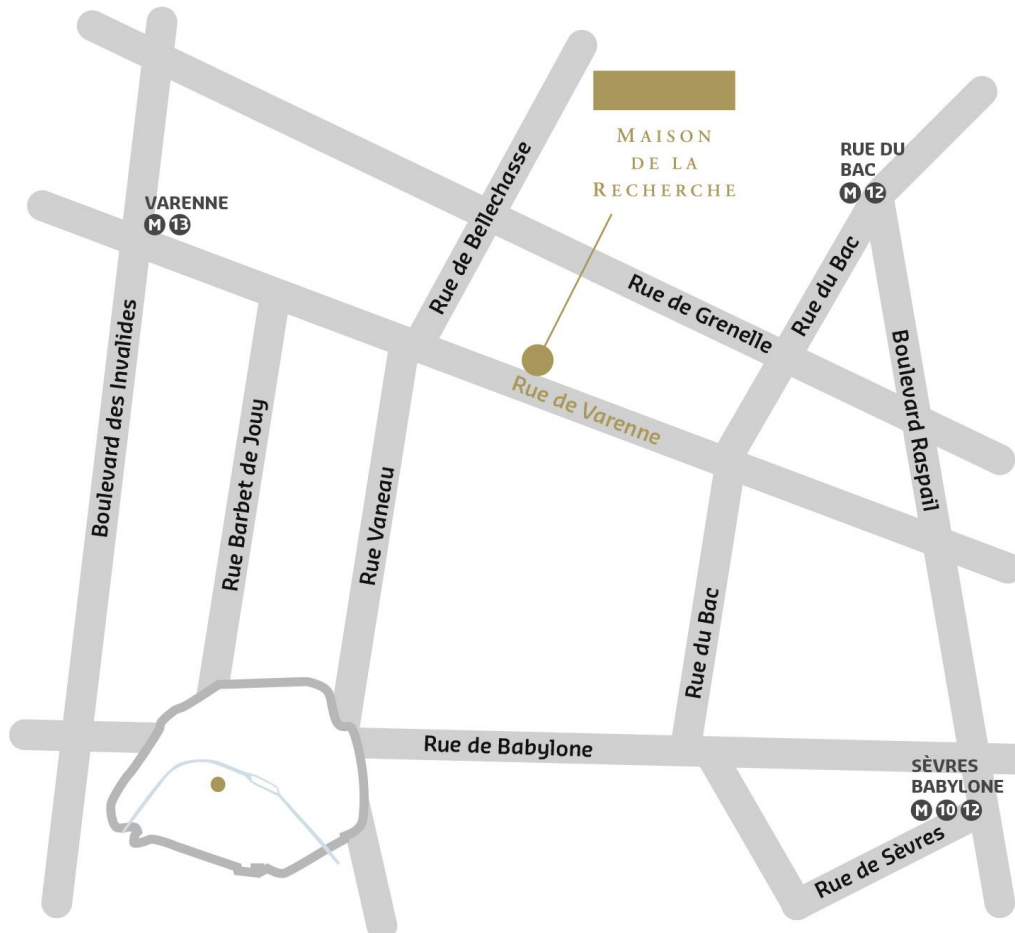 MAISON
DE LA
RECHERCHE
RUE DU
BAC
M 12
VARENNE
M 13
Rue de Bellechasse
Rue du Bac
Rue de Grenelle
Boulevard des Invalides
Boulevard Raspail
Rue de Varenne
Rue Barbet de Jouy
Rue Vaneau
Rue du Bac
Rue de Babylone
SÈVRES
BABYLONE
M 10 12
Rue de Sèvres